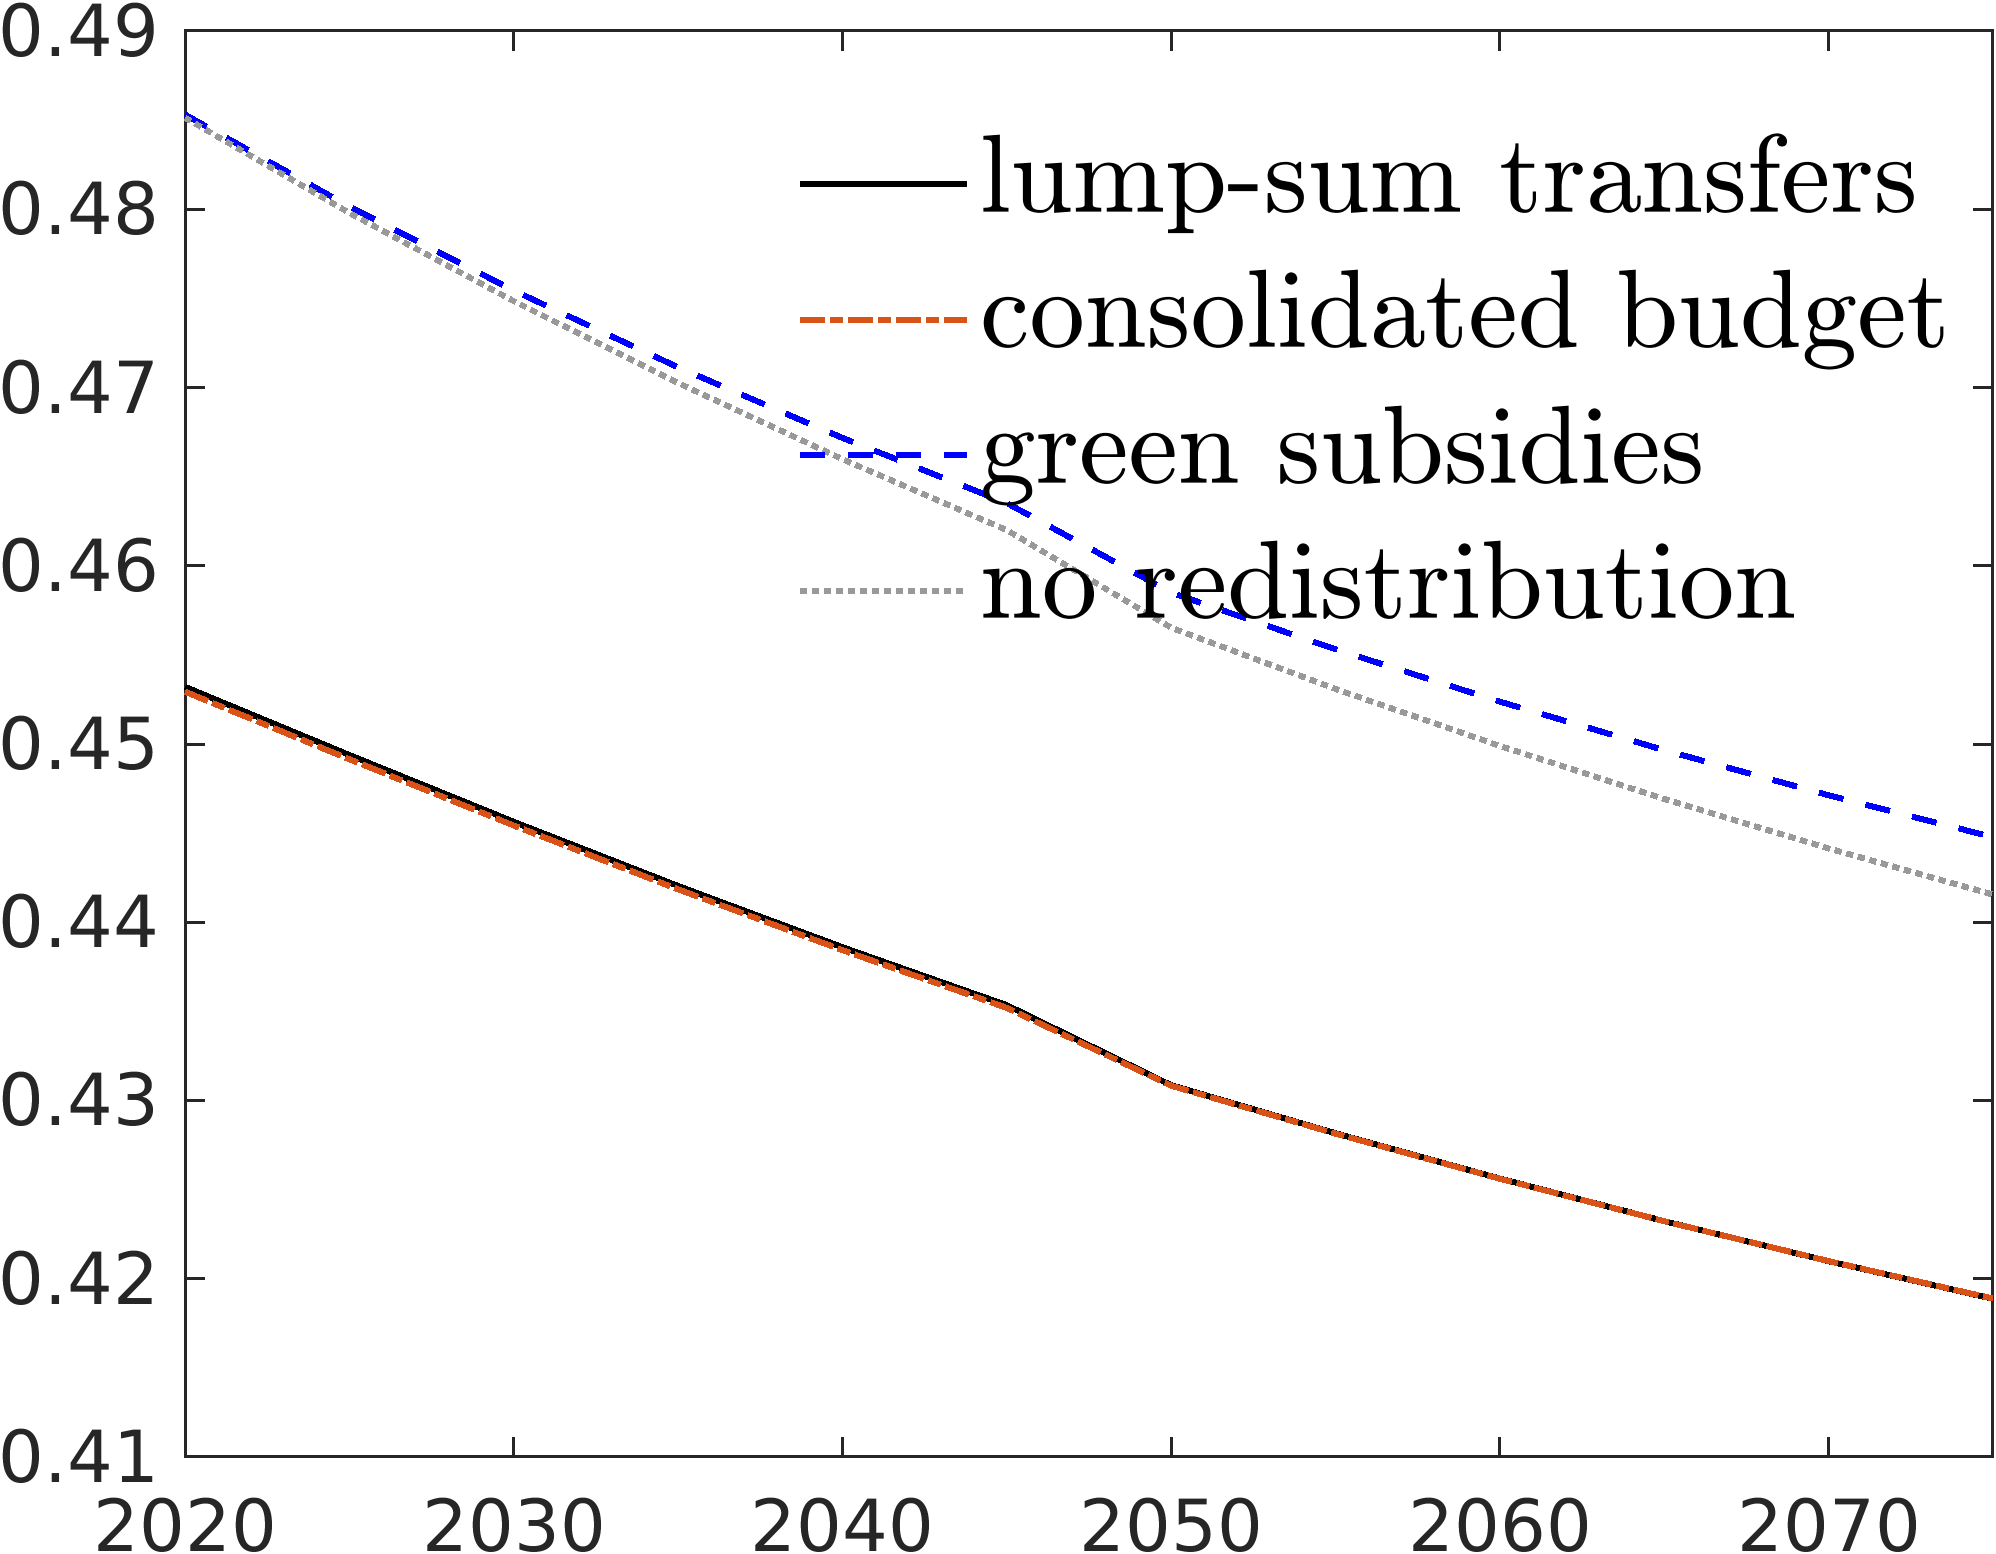 0.49
0.48
0.47
0.46
0.45
0.44
0.43
0.42
0.41
2020 2030 2040 2050 2060 2070
lump-sum transfers
consolidated budget
green subsidies
no redistribution